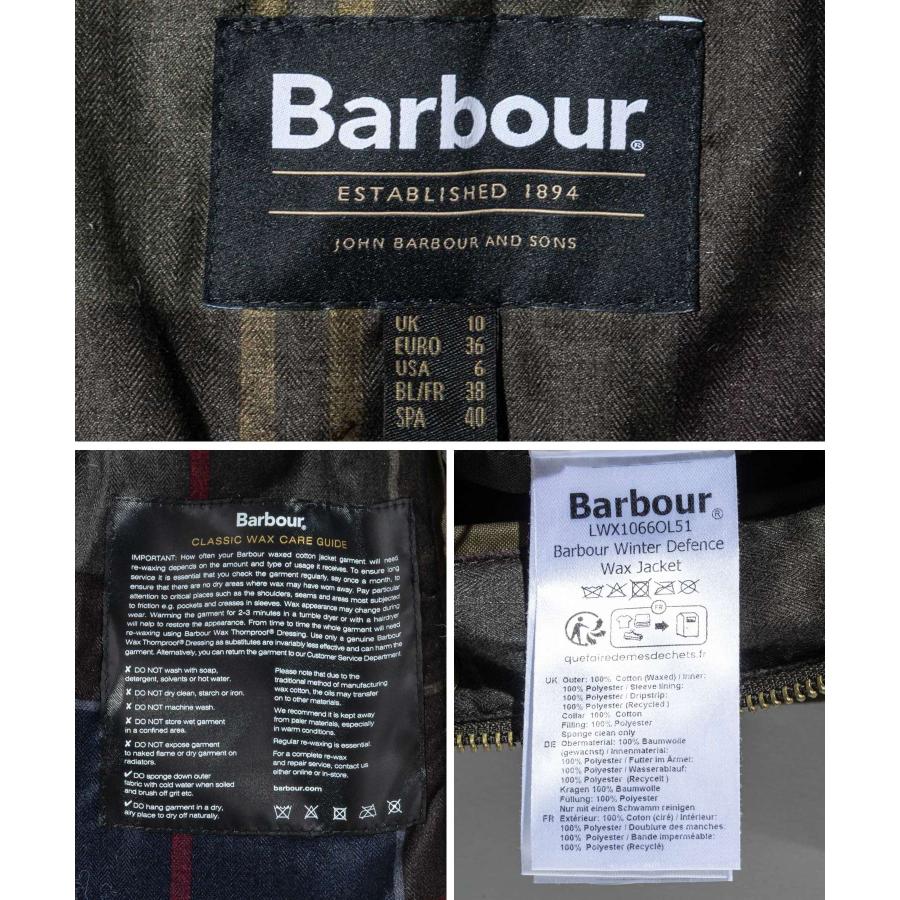 Barbour®
ESTABLISHED 1894
JOHN BARBOUR AND SONS
UK 10
EURO 36
USA 6
BL/FR 38
SPA 40
Barbour®
CLASSIC WAX CARE GUIDE
IMPORTANT: How often your Barbour waxed cotton jacket garment will need
re-waxing depends on the amount and type of usage it receives. To ensure long
service it is essential that you check the garment regularly, say once a month, to
ensure that there are no dry areas where wax may have worn away. Pay particular
attention to critical places such as the shoulders, seams and areas most subjected
to friction e.g. pockets and creases in sleeves. Wax appearance may change during
wear. Warming the garment for 2-3 minutes in a tumble dryer or with a hairdryer
will help to restore the appearance. From time to time the whole garment will need
re-waxing using Barbour Wax Thornproof® Dressing. Use only a genuine Barbour
Wax Thornproof® Dressing as substitutes are invariably less effective and can harm the
garment. Alternatively, you can return the garment to our Customer Service Department.
✘ DO NOT wash with soap,
detergent, solvents or hot water.
✘ DO NOT dry clean, starch or iron.
✘ DO NOT machine wash.
✘ DO NOT store wet garment
in a confined area.
✘ DO NOT expose garment
to naked flame or dry garment on
radiators.
✔ DO sponge down outer
fabric with cold water when soiled
and brush off grit etc.
✔ DO hang garment in a dry,
airy place to dry off naturally.
Please note that due to the
traditional method of manufacturing
wax cotton, the oils may transfer
on to other materials.
We recommend it is kept away
from paler materials, especially
in warm conditions.
Regular re-waxing is essential.
For a complete re-wax
and repair service, contact us
either online or in-store.
barbour.com
Barbour®
LWX1066OL51
Barbour Winter Defence
Wax Jacket
FR
quefairedemesdechets.fr
UK Outer: 100% Cotton (Waxed) / Inner:
100% Polyester / Sleeve lining:
100% Polyester / Dripstrip:
100% Polyester (Recycled )
Collar 100% Cotton
Filling: 100% Polyester
Sponge clean only
DE Obermaterial: 100% Baumwolle
(gewachst) / Innenmaterial:
100% Polyester / Futter im Ärmel:
100% Polyester / Wasserablauf:
100% Polyester (Recycelt )
Kragen 100% Baumwolle
Füllung: 100% Polyester
Nur mit einem Schwamm reinigen
FR Extérieur: 100% Coton (ciré) / Intérieur:
100% Polyester / Doublure des manches:
100% Polyester / Bande imperméable:
100% Polyester (Recyclé)